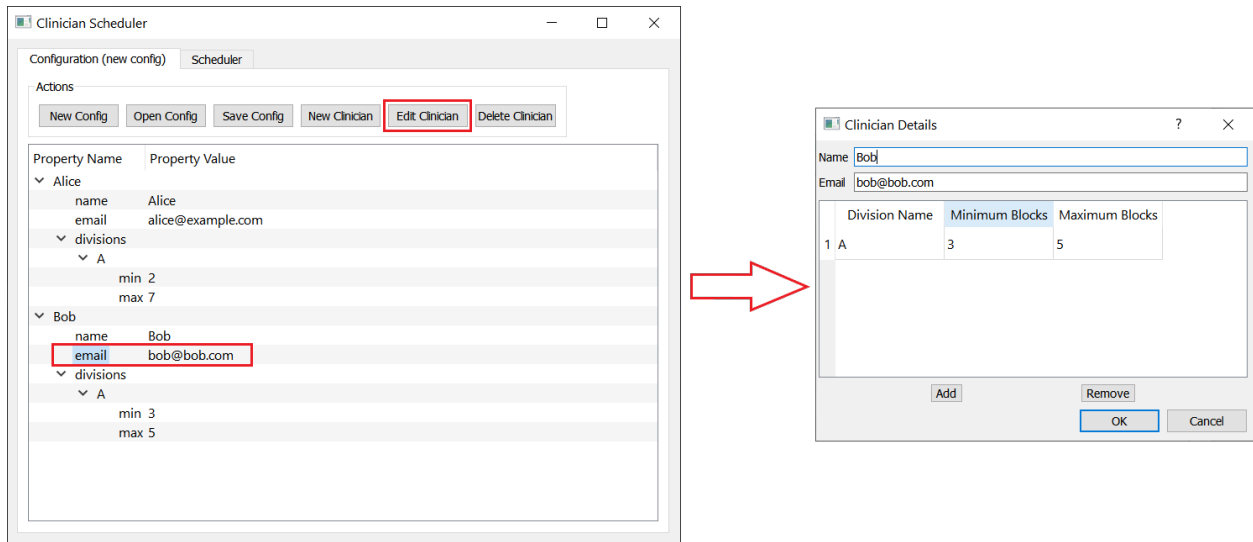 Clinician Scheduler
Configuration (new config) Scheduler
Actions
New Config Open Config Save Config New Clinician Edit Clinician Delete Clinician
Property Name Property Value
Alice
name Alice
email alice@example.com
divisions
A
min 2
max 7
Bob
name Bob
email bob@bob.com
divisions
A
min 3
max 5
Clinician Details ?
Name Bob
Email bob@bob.com
Division Name Minimum Blocks Maximum Blocks
1 A 3 5
Add Remove
OK Cancel